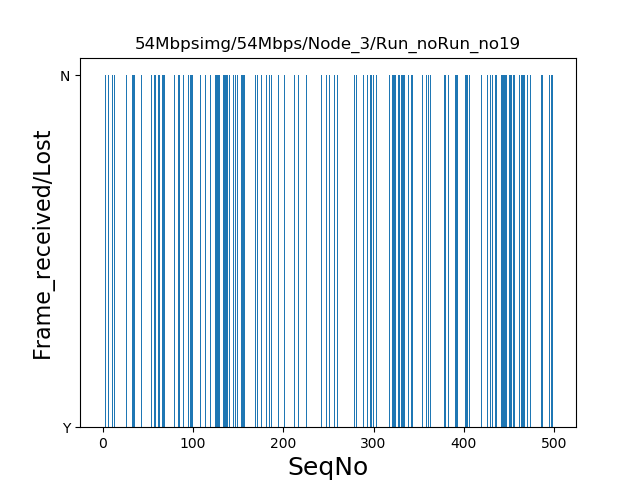 54Mbpsimg/54Mbps/Node_3/Run_noRun_no19
N
Frame_received/Lost
Y
0 100 200 300 400 500
SeqNo